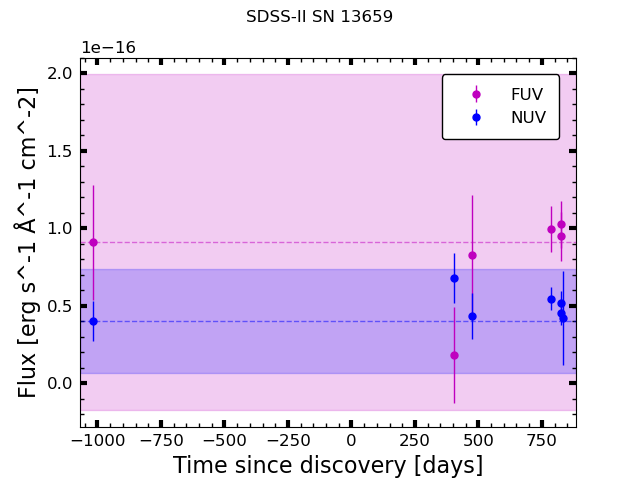 SDSS-II SN 13659
1e−16
2.0
1.5
1.0
0.5
0.0
Flux [erg s^-1 Å^-1 cm^-2]
FUV
NUV
−1000 −750 −500 −250 0 250 500 750
Time since discovery [days]